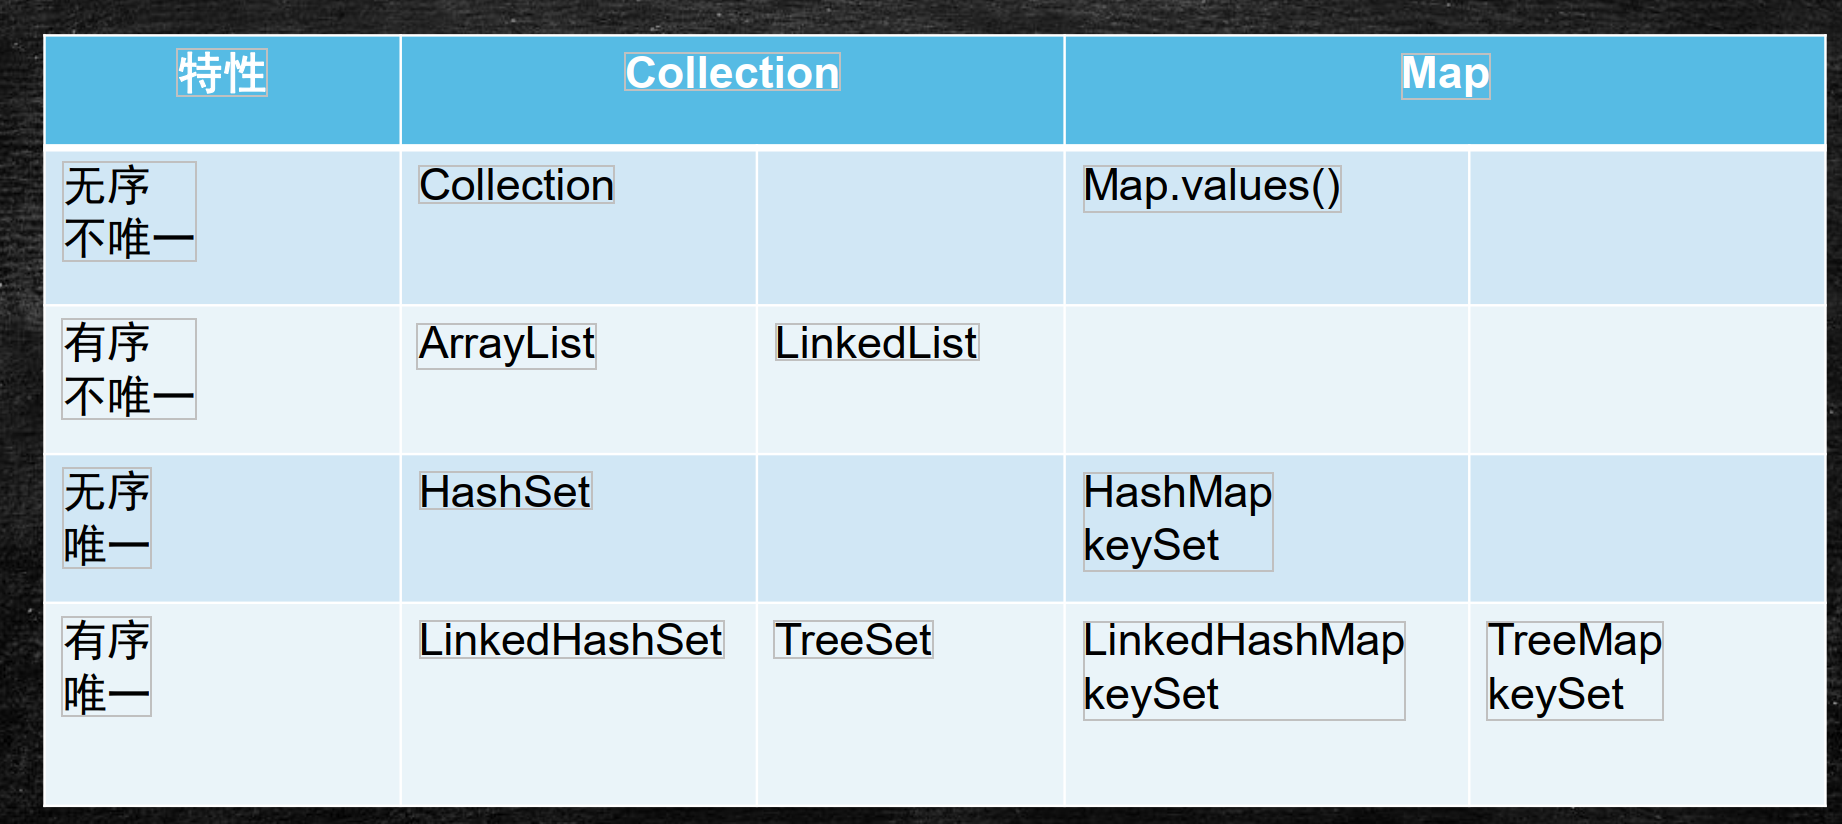 特性
Collection
Map
无序
不唯一
Collection
Map.values()
有序
不唯一
ArrayList
LinkedList
无序
唯一
HashSet
HashMap
keySet
有序
唯一
LinkedHashSet
TreeSet
LinkedHashMap
keySet
TreeMap
keySet